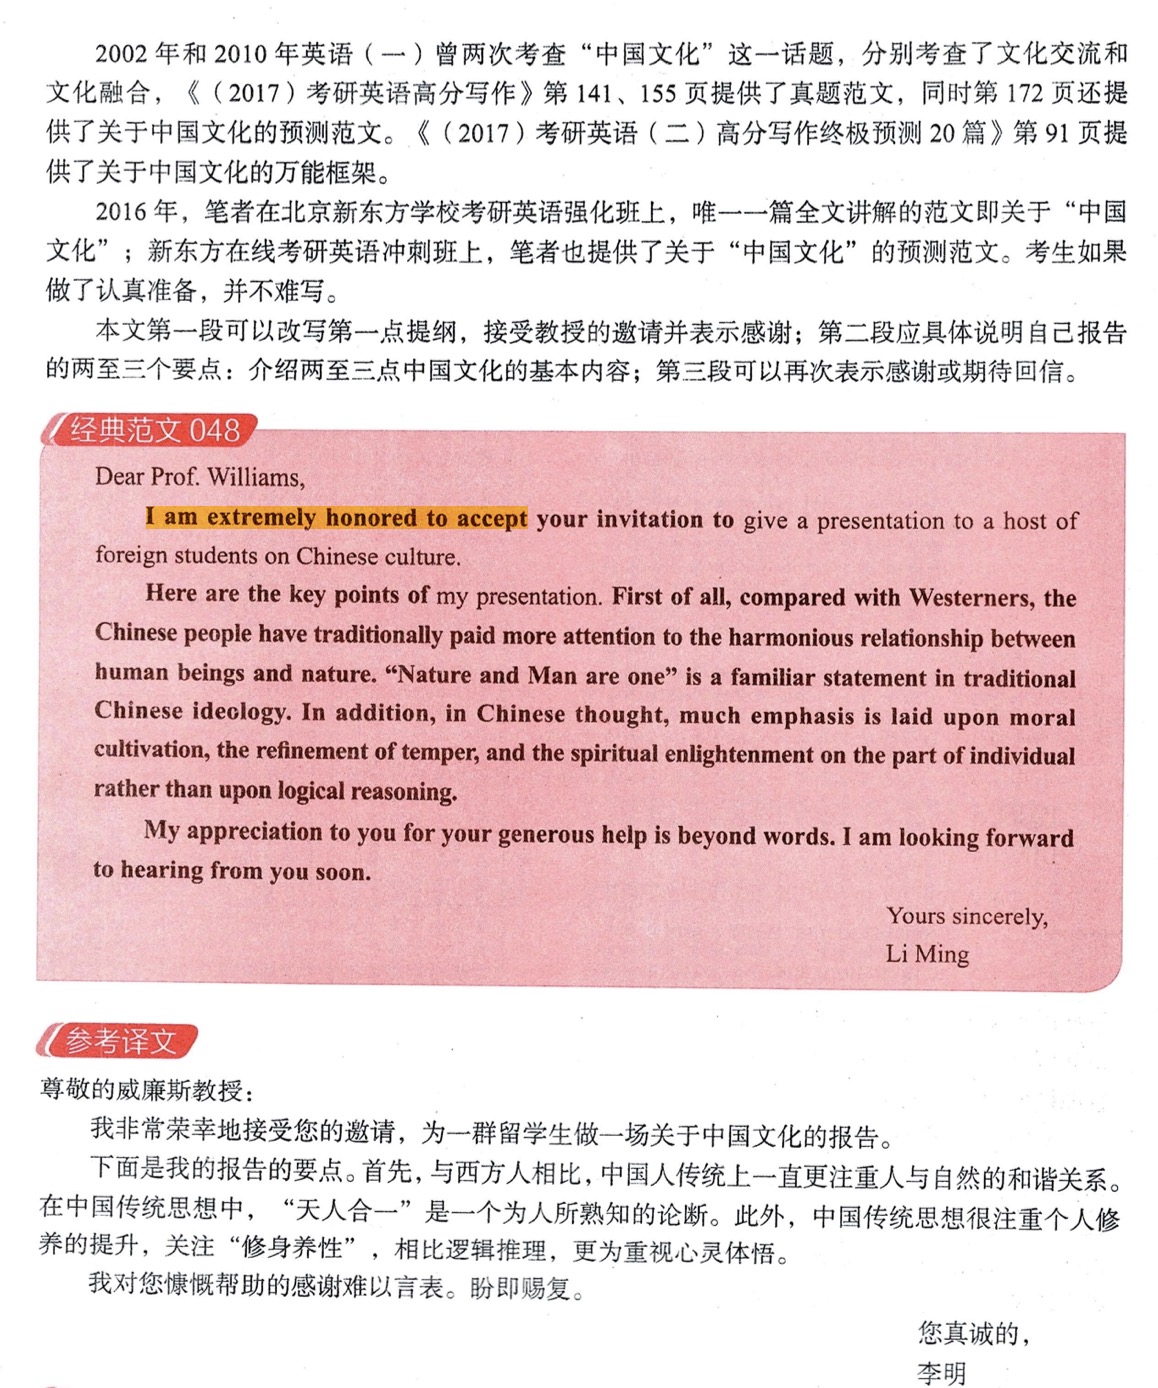 2002 年和 2010 年英语（一）曾两次考查“中国文化”这一话题，分别考查了文化交流和
文化融合，《（2017）考研英语高分写作》第 141、155 页提供了真题范文，同时第 172 页还提
供了关于中国文化的预测范文。《（2017）考研英语（二）高分写作终极预测 20 篇》第 91 页提
供了关于中国文化的万能框架。
2016 年，笔者在北京新东方学校考研英语强化班上，唯一一篇全文讲解的范文即关于“中国
文化”；新东方在线考研英语冲刺班上，笔者也提供了关于“中国文化”的预测范文。考生如果
做了认真准备，并不难写。
本文第一段可以改写第一点提纲，接受教授的邀请并表示感谢；第二段应具体说明自己报告
的两至三个要点：介绍两至三点中国文化的基本内容；第三段可以再次表示感谢或期待回信。
经典范文 048
Dear Prof. Williams,
I am extremely honored to accept your invitation to give a presentation to a host of
foreign students on Chinese culture.
Here are the key points of my presentation. First of all, compared with Westerners, the
Chinese people have traditionally paid more attention to the harmonious relationship between
human beings and nature. “Nature and Man are one” is a familiar statement in traditional
Chinese ideology. In addition, in Chinese thought, much emphasis is laid upon moral
cultivation, the refinement of temper, and the spiritual enlightenment on the part of individual
rather than upon logical reasoning.
My appreciation to you for your generous help is beyond words. I am looking forward
to hearing from you soon.
Yours sincerely,
Li Ming
参考译文
尊敬的威廉斯教授：
我非常荣幸地接受您的邀请，为一群留学生做一场关于中国文化的报告。
下面是我的报告的要点。首先，与西方人相比，中国人传统上一直更注重人与自然的和谐关系。
在中国传统思想中，“天人合一”是一个为人所熟知的论断。此外，中国传统思想很注重个人修
养的提升，关注“修身养性”，相比逻辑推理，更为重视心灵体悟。
我对您慷慨帮助的感谢难以言表。盼即赐复。
您真诚的，
李明